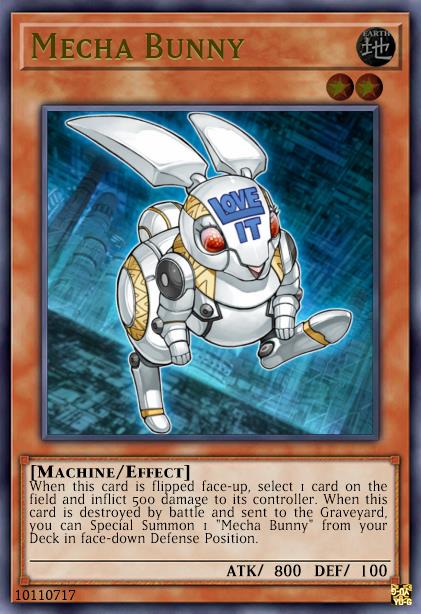 MECHA BUNNY
EARTH
地
LOVE
IT
[MACHINE/EFFECT]
When this card is flipped face-up, select 1 card on the
field and inflict 500 damage to its controller. When this
card is destroyed by battle and sent to the Graveyard,
you can Special Summon 1 "Mecha Bunny" from your
Deck in face-down Defense Position.
ATK/ 800 DEF/ 100
10110717